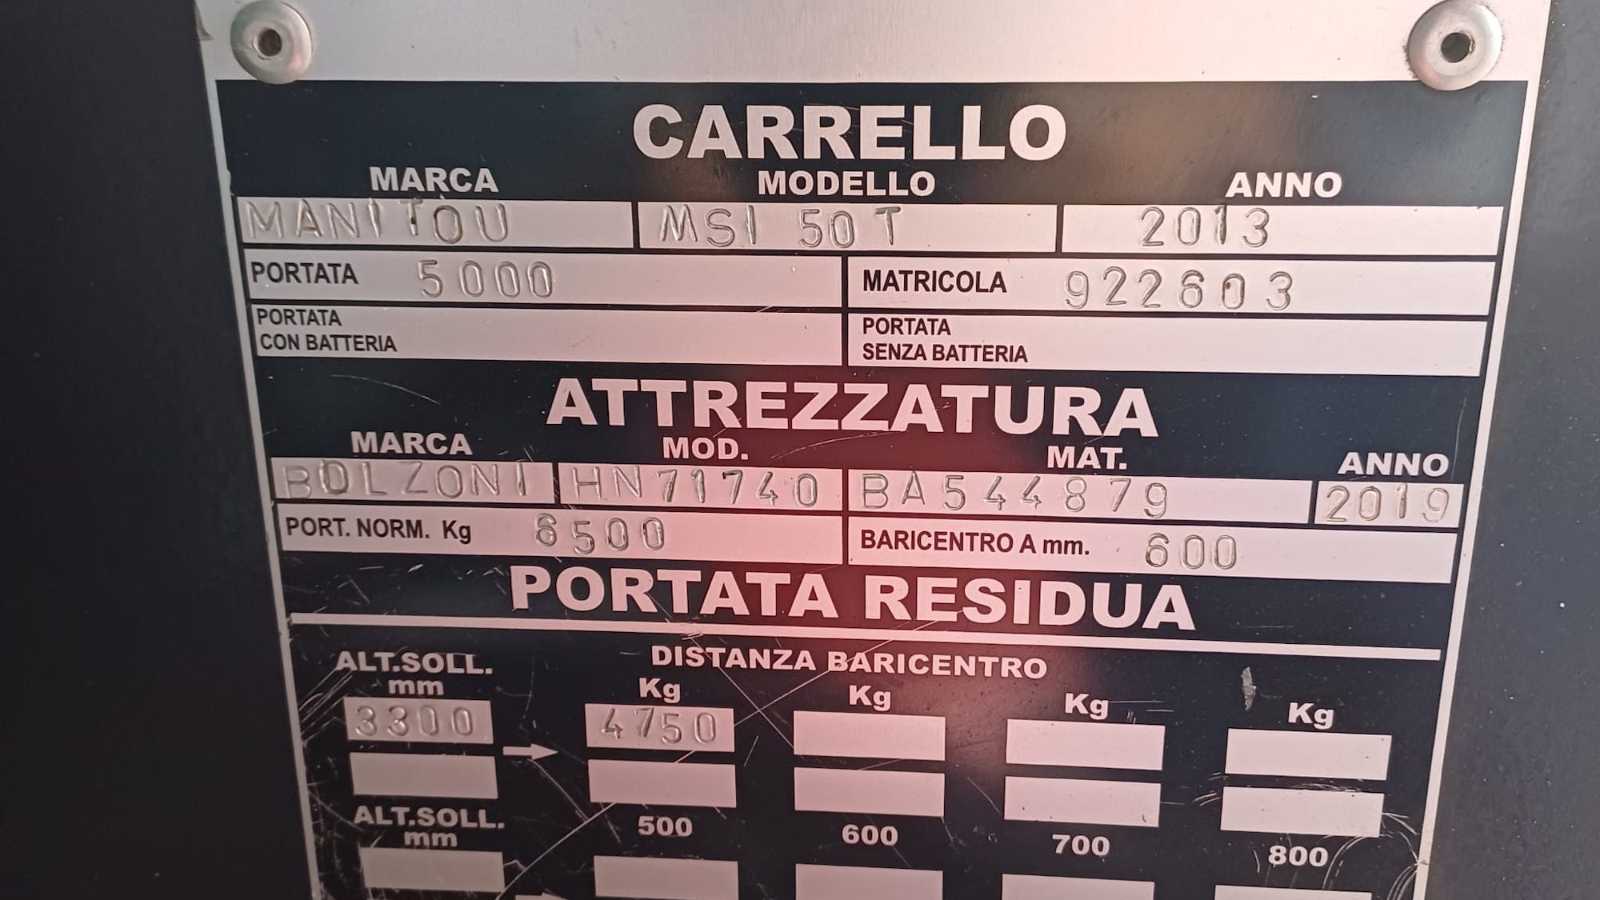 CARRELLO
MARCA MODELLO ANNO
MANITOU MSI 50 T 2013
PORTATA 5000 MATRICOLA 922603
PORTATA CON BATTERIA PORTATA SENZA BATTERIA
ATTREZZATURA
MARCA MOD. MAT. ANNO
BOLZONI HN71740 BA544879 2019
PORT. NORM. Kg 6500 BARICENTRO A mm. 600
PORTATA RESIDUA
ALT.SOLL. mm DISTANZA BARICENTRO
Kg Kg Kg Kg
3300 4750
ALT.SOLL. mm 500 600 700 800